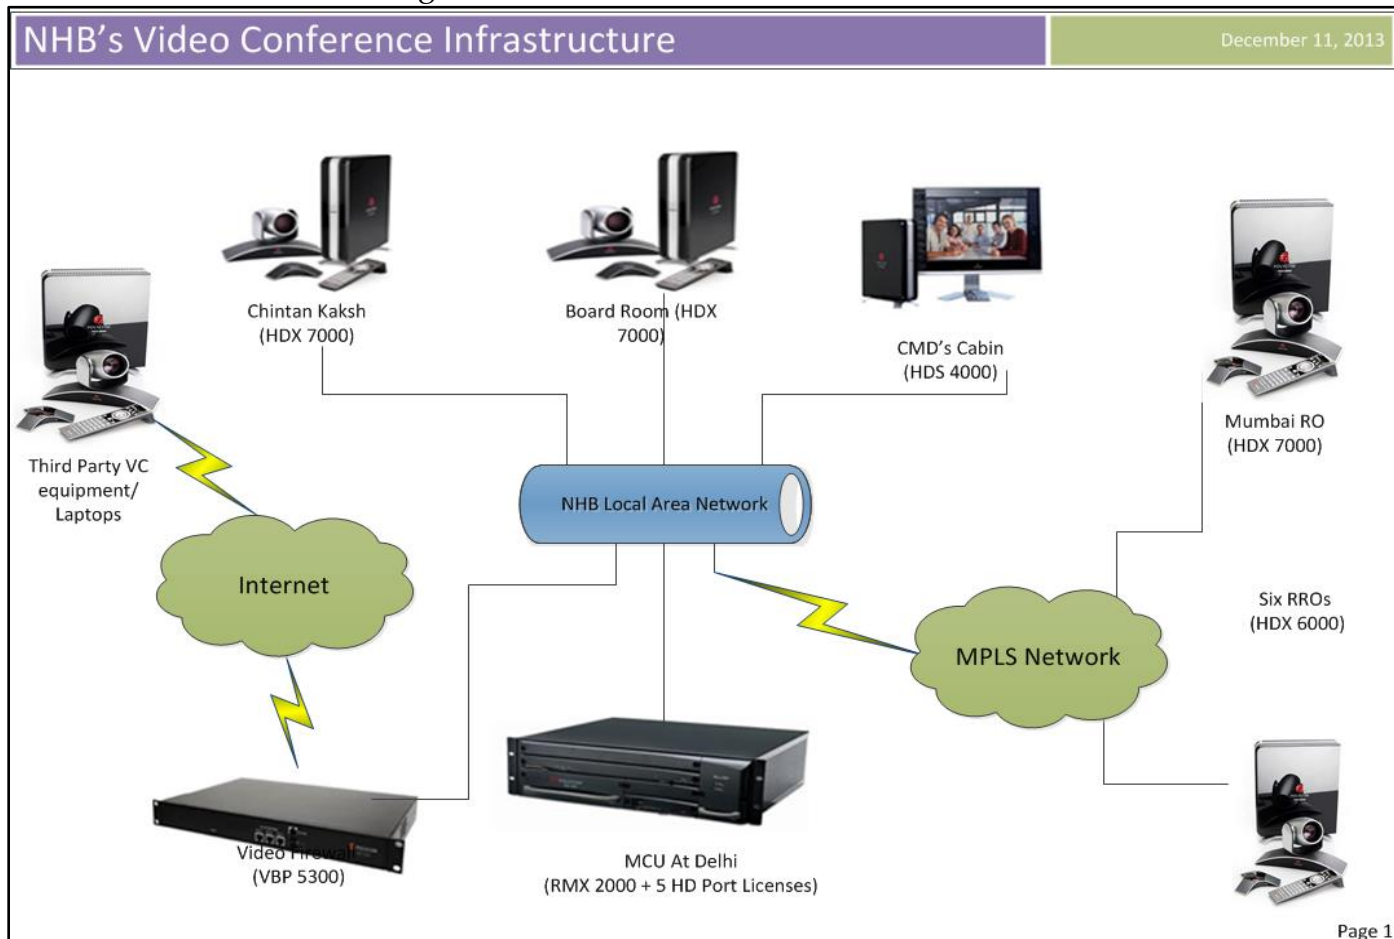 NHB's Video Conference Infrastructure
December 11, 2013
Chintan Kaksh
(HDX 7000)
Board Room (HDX
7000)
CMD's Cabin
(HDS 4000)
Mumbai RO
(HDX 7000)
Third Party VC
equipment/
Laptops
NHB Local Area Network
Internet
Six RROs
(HDX 6000)
MPLS Network
Video Firewall
(VBP 5300)
MCU At Delhi
(RMX 2000 + 5 HD Port Licenses)
Page 1